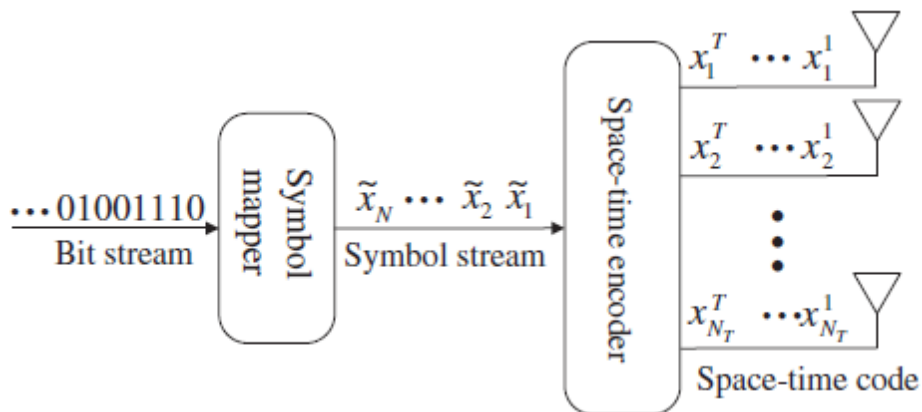 ···01001110
Bit stream
Symbol mapper
x̃_N ··· x̃_2 x̃_1
Symbol stream
Space-time encoder
x_1^T ··· x_1^1
x_2^T ··· x_2^1
x_{N_T}^T ··· x_{N_T}^1
Space-time code